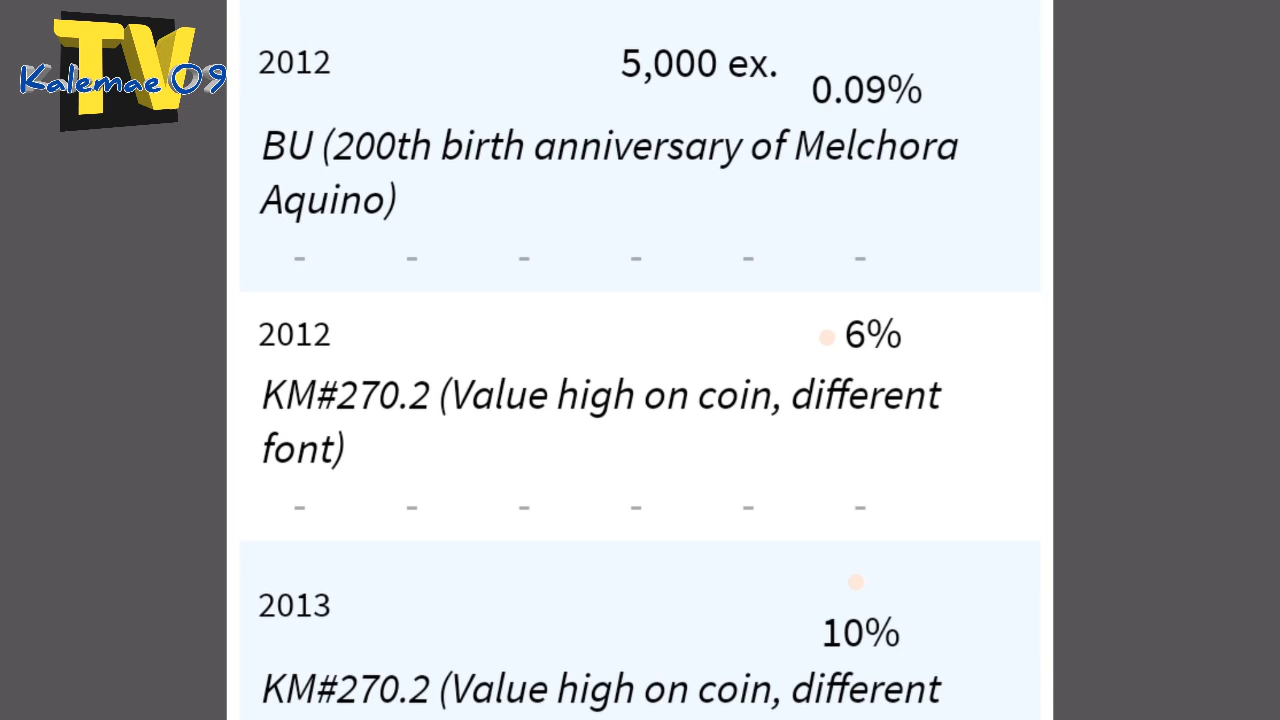 TV
Kalemae 09
2012 5,000 ex. 0.09%
BU (200th birth anniversary of Melchora
Aquino)
- - - - - -
2012 6%
KM#270.2 (Value high on coin, different
font)
- - - - - -
2013 10%
KM#270.2 (Value high on coin, different